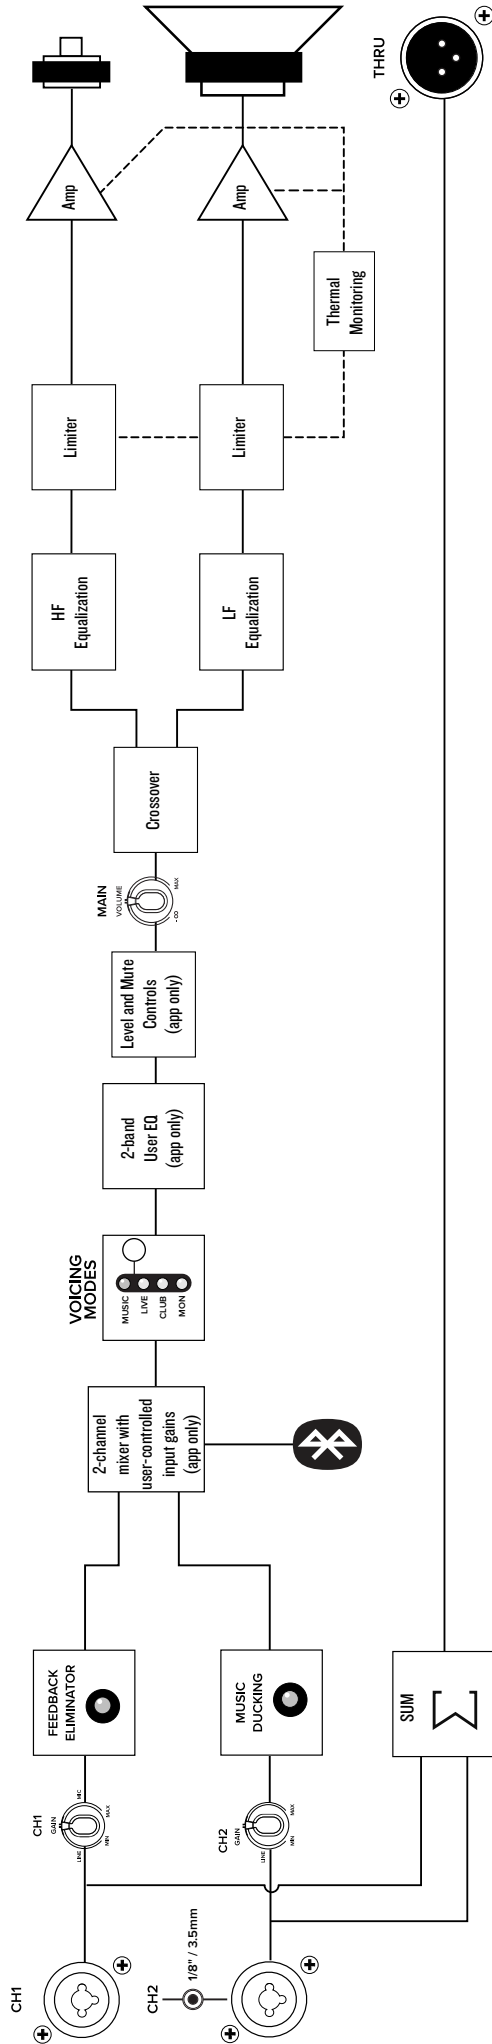 CH1
CH2
1/8" / 3.5mm
CH1
GAIN
LINE
MIC
MIN
MAX
CH2
GAIN
LINE
MIN
MAX
FEEDBACK
ELIMINATOR
MUSIC
DUCKING
SUM
Σ
2-channel
mixer with
user-controlled
input gains
(app only)
VOICING
MODES
MUSIC
LIVE
CLUB
MON
2-band
User EQ
(app only)
Level and Mute
Controls
(app only)
MAIN
VOLUME
- ∞
MAX
Crossover
HF
Equalization
LF
Equalization
Limiter
Limiter
Thermal
Monitoring
Amp
Amp
THRU